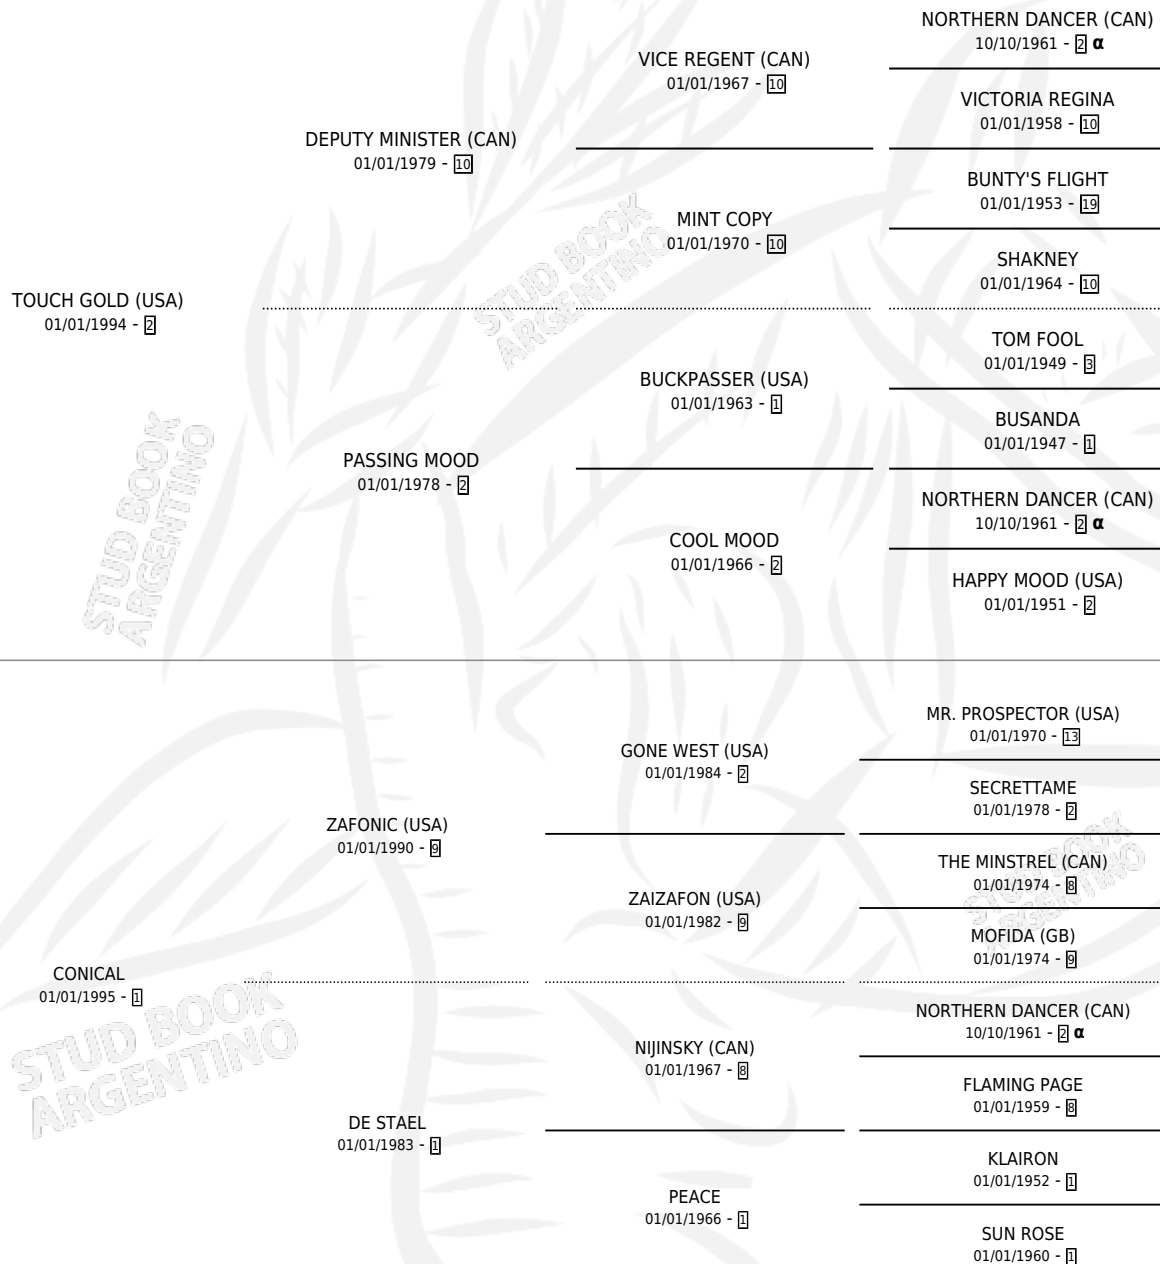 NORTHERN DANCER (CAN)
10/10/1961 - 2 α
VICE REGENT (CAN)
01/01/1967 - 10
VICTORIA REGINA
01/01/1958 - 10
DEPUTY MINISTER (CAN)
01/01/1979 - 10
BUNTY'S FLIGHT
01/01/1953 - 19
MINT COPY
01/01/1970 - 10
SHAKNEY
01/01/1964 - 10
STUD BOOK
ARGENTINO
TOUCH GOLD (USA)
01/01/1994 - 2
TOM FOOL
01/01/1949 - 3
BUCKPASSER (USA)
01/01/1963 - 1
BUSANDA
01/01/1947 - 1
PASSING MOOD
01/01/1978 - 2
NORTHERN DANCER (CAN)
10/10/1961 - 2 α
COOL MOOD
01/01/1966 - 2
HAPPY MOOD (USA)
01/01/1951 - 2
STUD BOOK
ARGENTINO
MR. PROSPECTOR (USA)
01/01/1970 - 13
GONE WEST (USA)
01/01/1984 - 2
SECRETTAME
01/01/1978 - 2
ZAFONIC (USA)
01/01/1990 - 9
THE MINSTREL (CAN)
01/01/1974 - 8
ZAIZAFON (USA)
01/01/1982 - 9
MOFIDA (GB)
01/01/1974 - 9
STUD BOOK
ARGENTINO
CONICAL
01/01/1995 - 1
NORTHERN DANCER (CAN)
10/10/1961 - 2 α
NIJINSKY (CAN)
01/01/1967 - 8
FLAMING PAGE
01/01/1959 - 8
DE STAEL
01/01/1983 - 1
KLAIRON
01/01/1952 - 1
PEACE
01/01/1966 - 1
SUN ROSE
01/01/1960 - 1
STUD BOOK
ARGENTINO